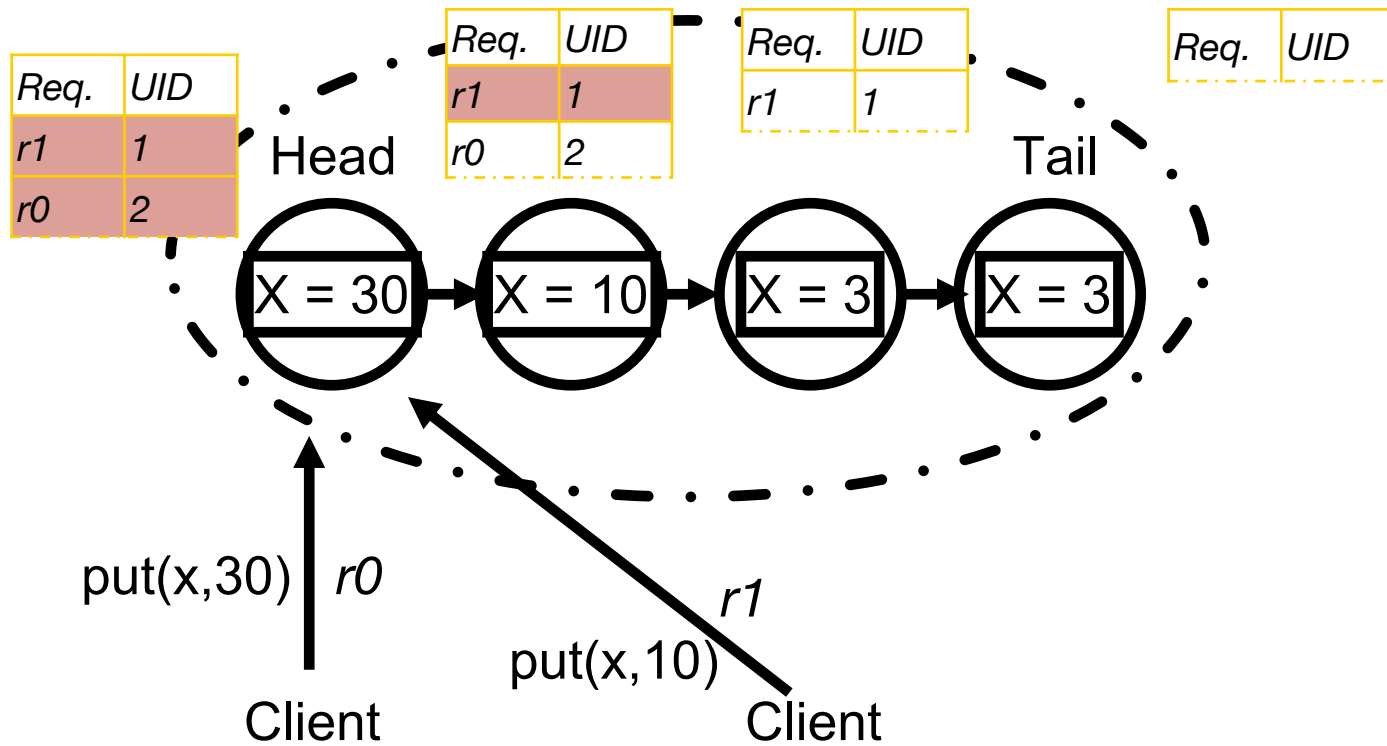 Req. UID
r1 1
r0 2
Req. UID
r1 1
r0 2
Req. UID
r1 1
Req. UID
Head
Tail
X = 30
X = 10
X = 3
X = 3
put(x,30)
r0
r1
put(x,10)
Client
Client